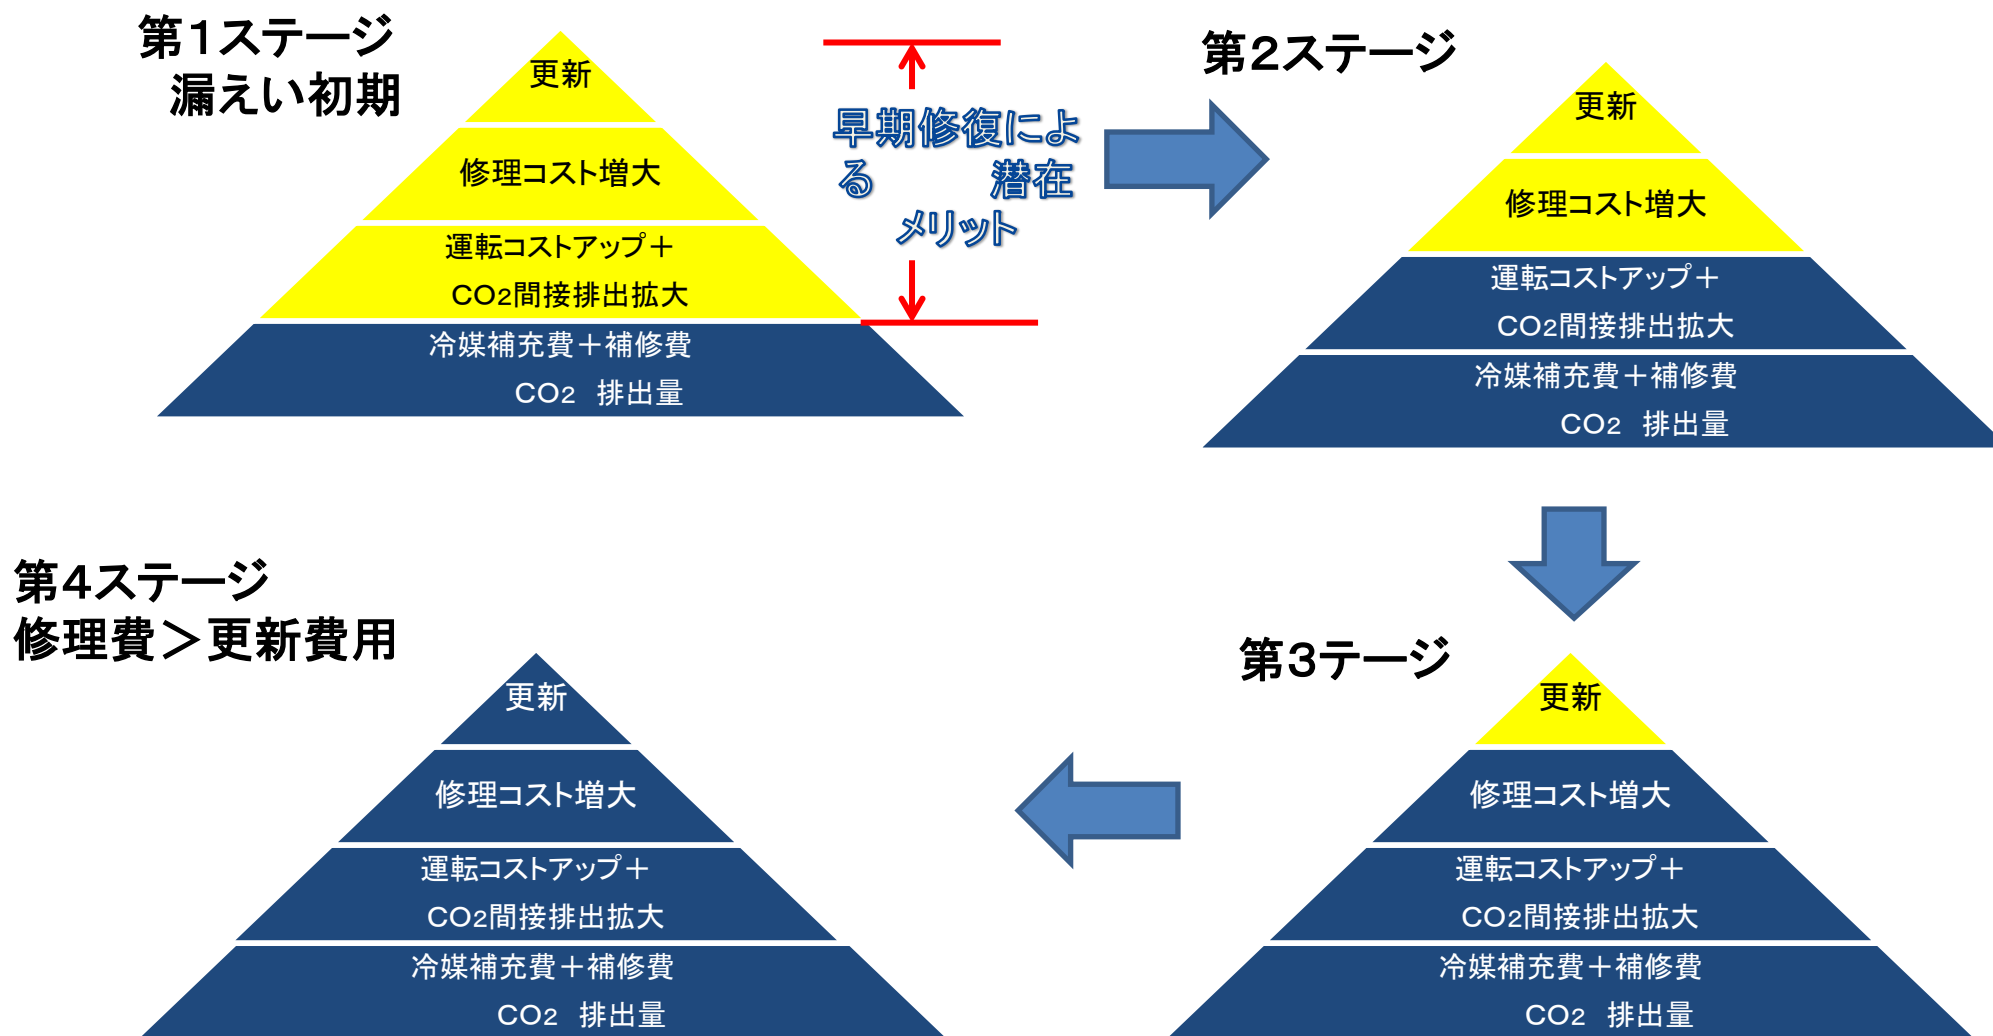 第1ステージ
漏えい初期
更新
修理コスト増大
運転コストアップ＋
CO2間接排出拡大
冷媒補充費＋補修費
CO2　排出量
早期修復によ
る　　　潜在
メリット
第2ステージ
更新
修理コスト増大
運転コストアップ＋
CO2間接排出拡大
冷媒補充費＋補修費
CO2　排出量
第3テージ
更新
修理コスト増大
運転コストアップ＋
CO2間接排出拡大
冷媒補充費＋補修費
CO2　排出量
第4ステージ
修理費＞更新費用
更新
修理コスト増大
運転コストアップ＋
CO2間接排出拡大
冷媒補充費＋補修費
CO2　排出量